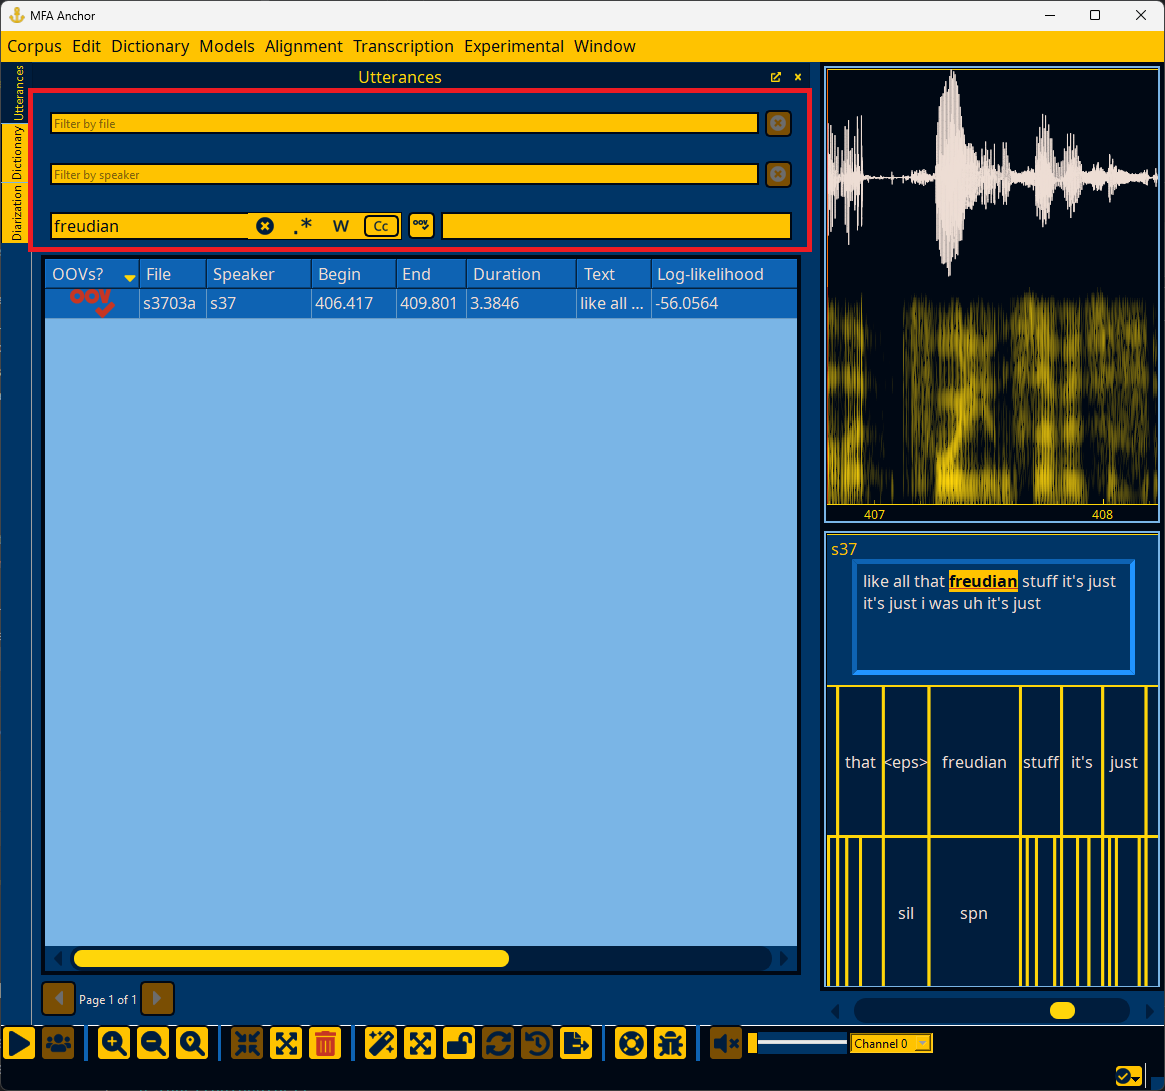 MFA Anchor
Corpus Edit Dictionary Models Alignment Transcription Experimental Window
Utterances
Dictionary
Diarization
Utterances
Filter by file
Filter by speaker
freudian .* W Cc OOV
OOVs? File Speaker Begin End Duration Text Log-likelihood
OOV s3703a s37 406.417 409.801 3.3846 like all ... -56.0564
Page 1 of 1
407 408
s37
like all that freudian stuff it's just
it's just i was uh it's just
that <eps> freudian stuff it's just
sil spn
Channel 0